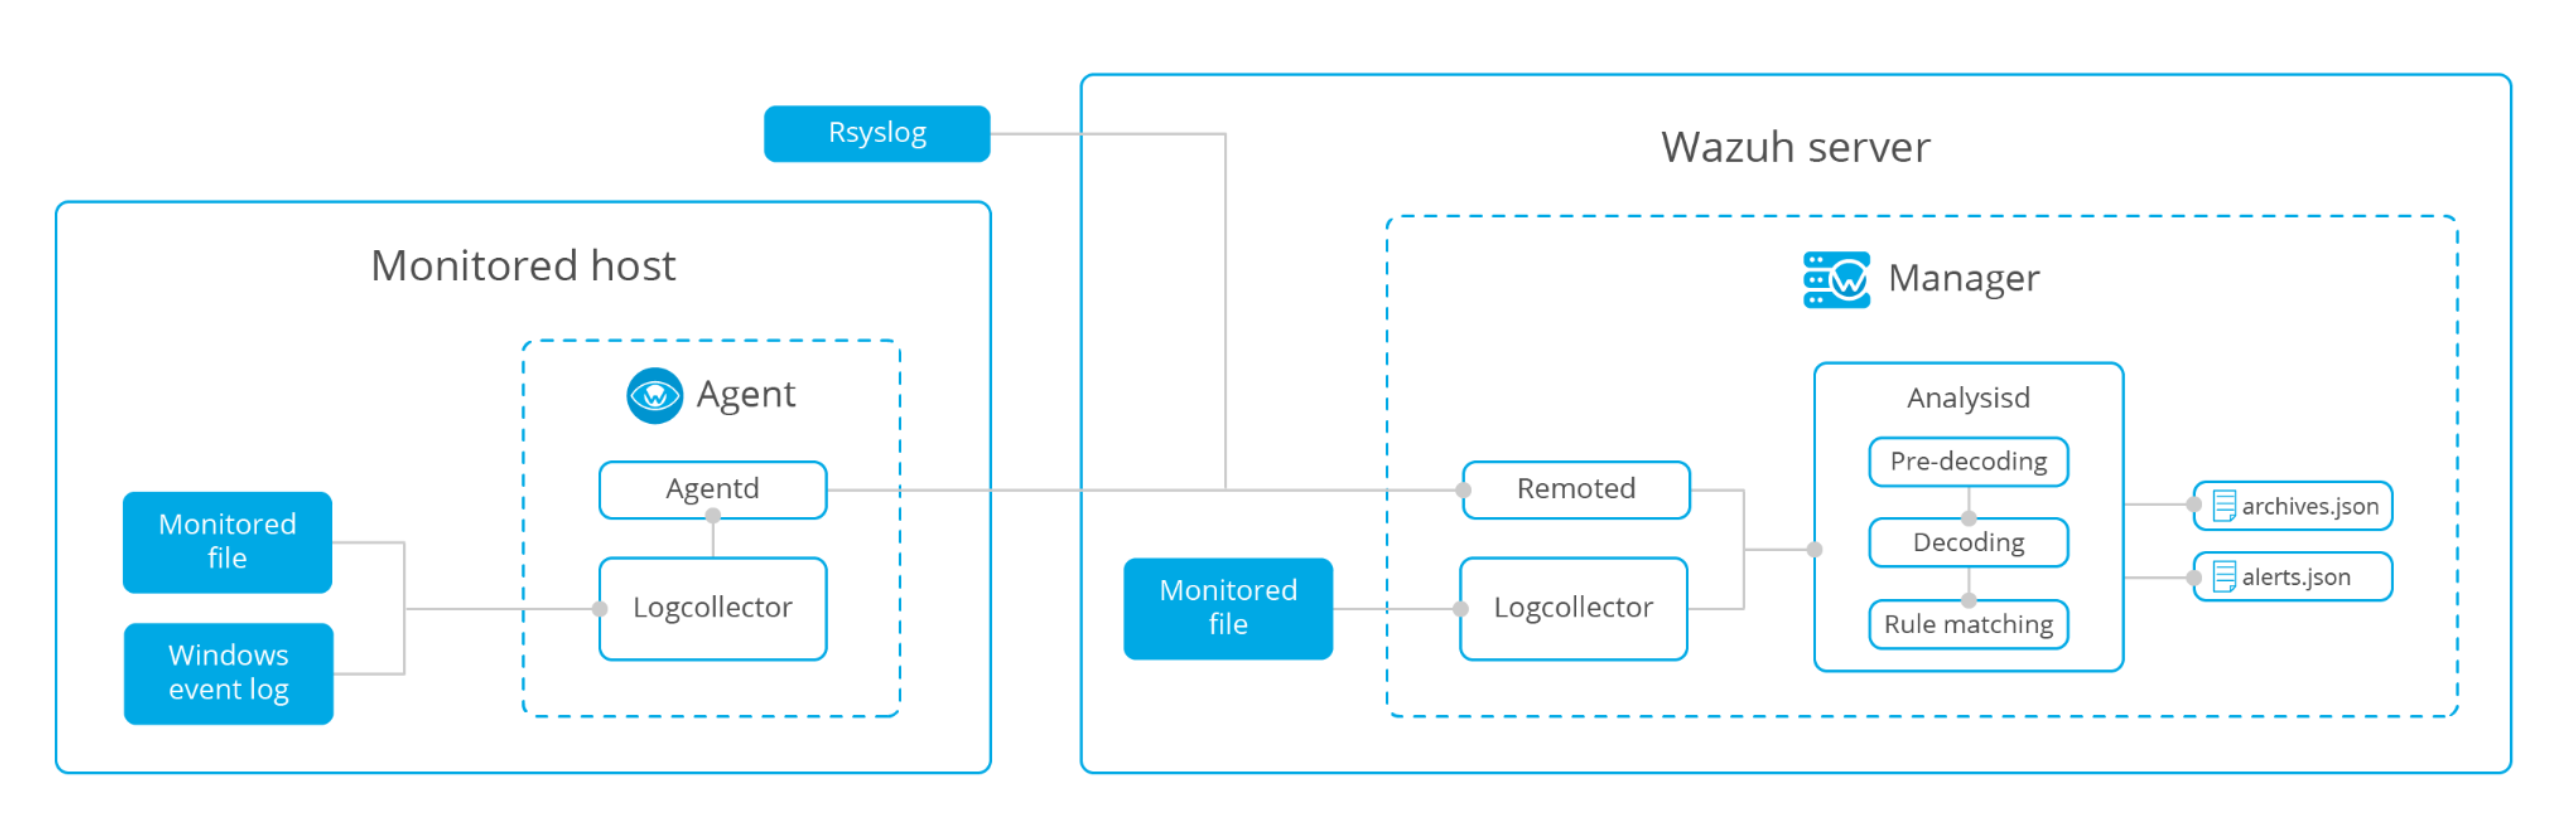 Rsyslog
Wazuh server
Monitored host
Manager
Agent
Agentd
Logcollector
Monitored
file
Windows
event log
Remoted
Logcollector
Monitored
file
Analysisd
Pre-decoding
Decoding
Rule matching
archives.json
alerts.json